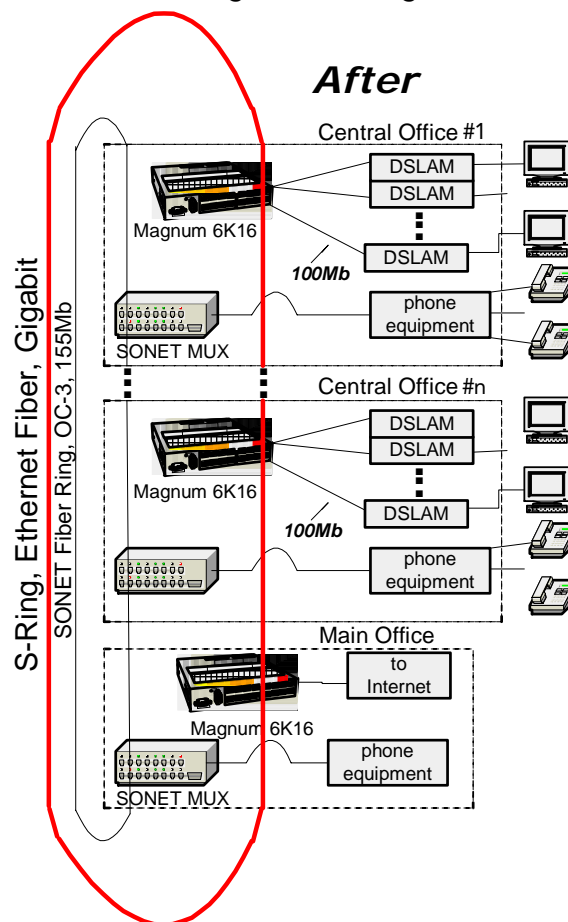 After
S-Ring, Ethernet Fiber, Gigabit
SONET Fiber Ring, OC-3, 155Mb
Central Office #1
DSLAM
DSLAM
Magnum 6K16
100Mb
DSLAM
phone
equipment
SONET MUX
Central Office #n
DSLAM
DSLAM
Magnum 6K16
DSLAM
100Mb
phone
equipment
Main Office
to
Internet
Magnum 6K16
phone
equipment
SONET MUX